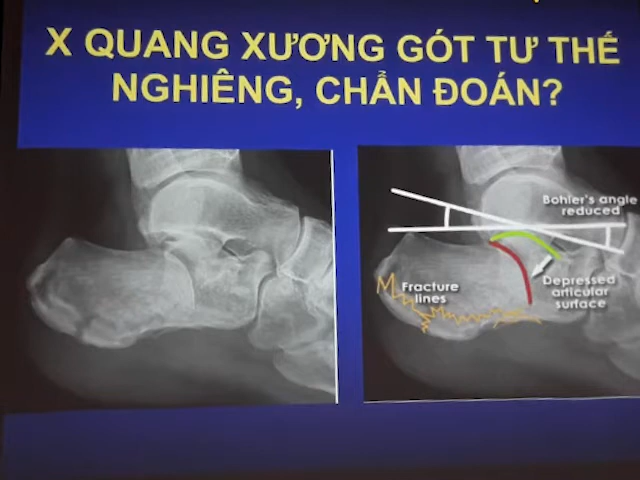 X QUANG XƯƠNG GÓT TƯ THẾ
NGHIÊNG, CHẨN ĐOÁN?
Bohler's angle
reduced
Fracture
lines
Depressed
articular
surface